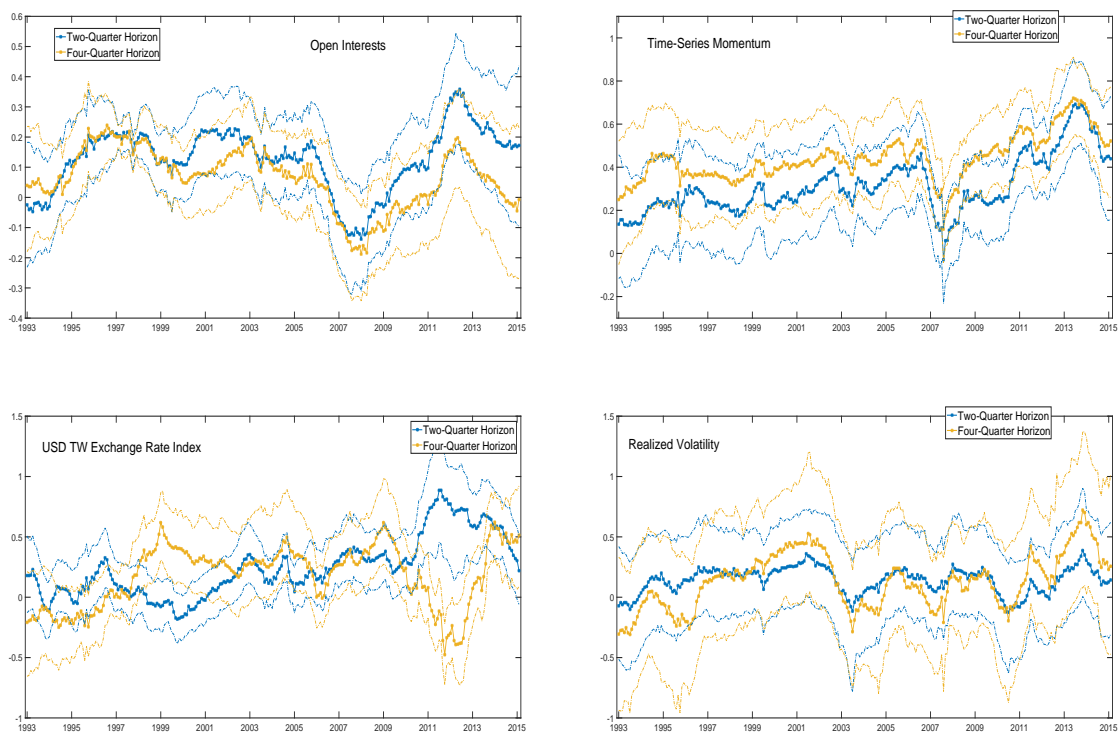 Open Interests
Two-Quarter Horizon
Four-Quarter Horizon
0.6
0.5
0.4
0.3
0.2
0.1
0
-0.1
-0.2
-0.3
-0.4
1993 1995 1997 1999 2001 2003 2005 2007 2009 2011 2013 2015
Time-Series Momentum
Two-Quarter Horizon
Four-Quarter Horizon
1
0.8
0.6
0.4
0.2
0
-0.2
1993 1995 1997 1999 2001 2003 2005 2007 2009 2011 2013 2015
USD TW Exchange Rate Index
Two-Quarter Horizon
Four-Quarter Horizon
1.5
1
0.5
0
-0.5
-1
1993 1995 1997 1999 2001 2003 2005 2007 2009 2011 2013 2015
Realized Volatility
Two-Quarter Horizon
Four-Quarter Horizon
1.5
1
0.5
0
-0.5
-1
1993 1995 1997 1999 2001 2003 2005 2007 2009 2011 2013 2015